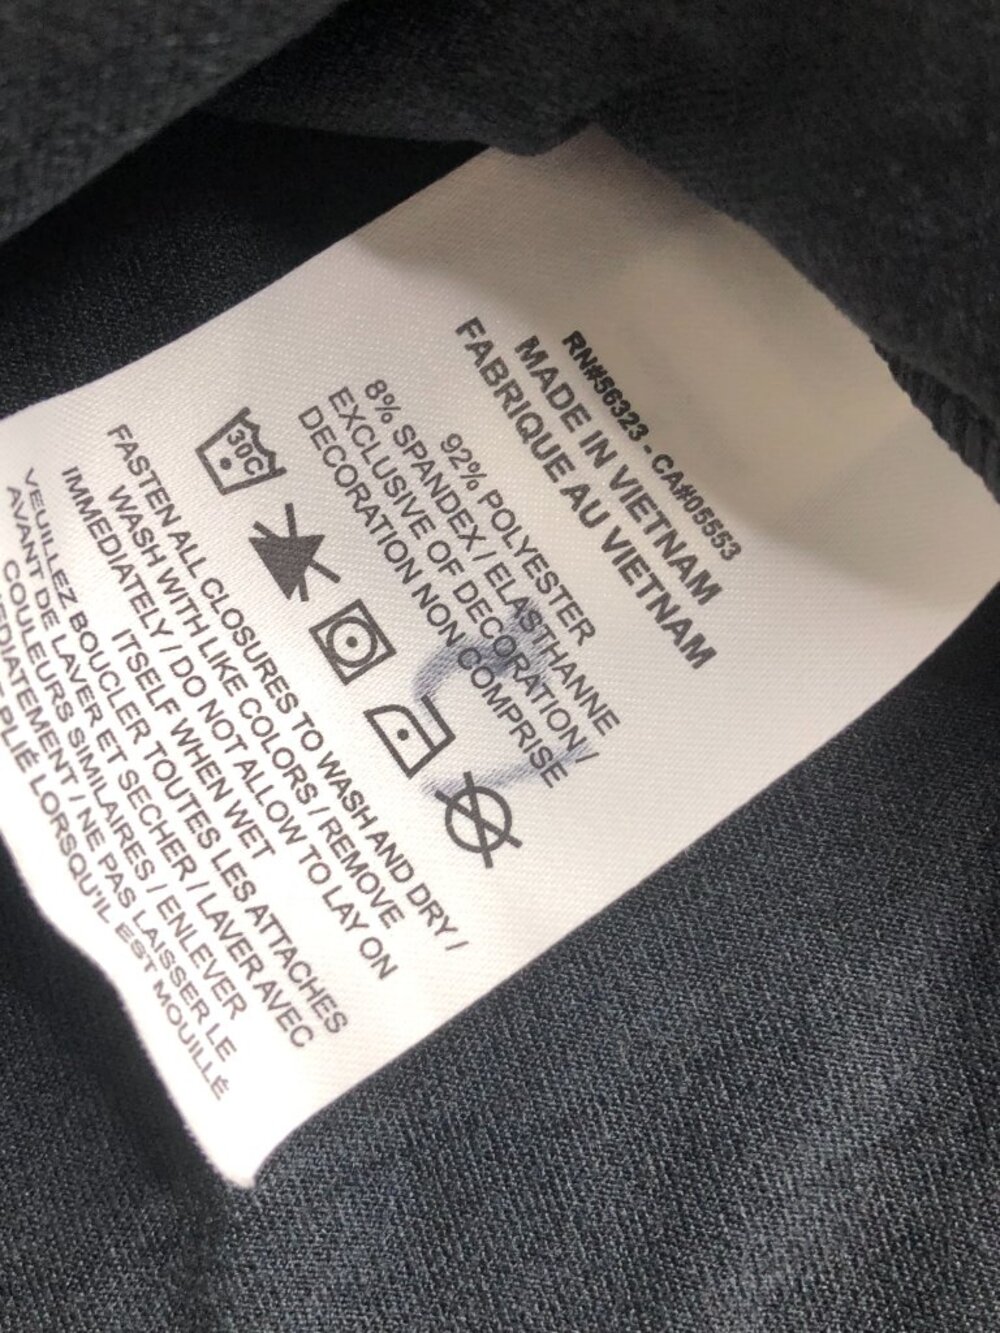 RN#56323 - CA#05553
MADE IN VIETNAM
FABRIQUE AU VIETNAM
92% POLYESTER
8% SPANDEX / ELASTHANNE
EXCLUSIVE OF DECORATION /
DECORATION NON COMPRISE
30C
FASTEN ALL CLOSURES TO WASH AND DRY /
WASH WITH LIKE COLORS / REMOVE
IMMEDIATELY / DO NOT ALLOW TO LAY ON
ITSELF WHEN WET
VEUILLEZ BOUCLER TOUTES LES ATTACHES
AVANT DE LAVER ET SECHER / LAVER AVEC
COULEURS SIMILAIRES / ENLEVER
/ NE PAS LAISSER LE
PLIÉ LORSQU'IL EST MOUILLÉ